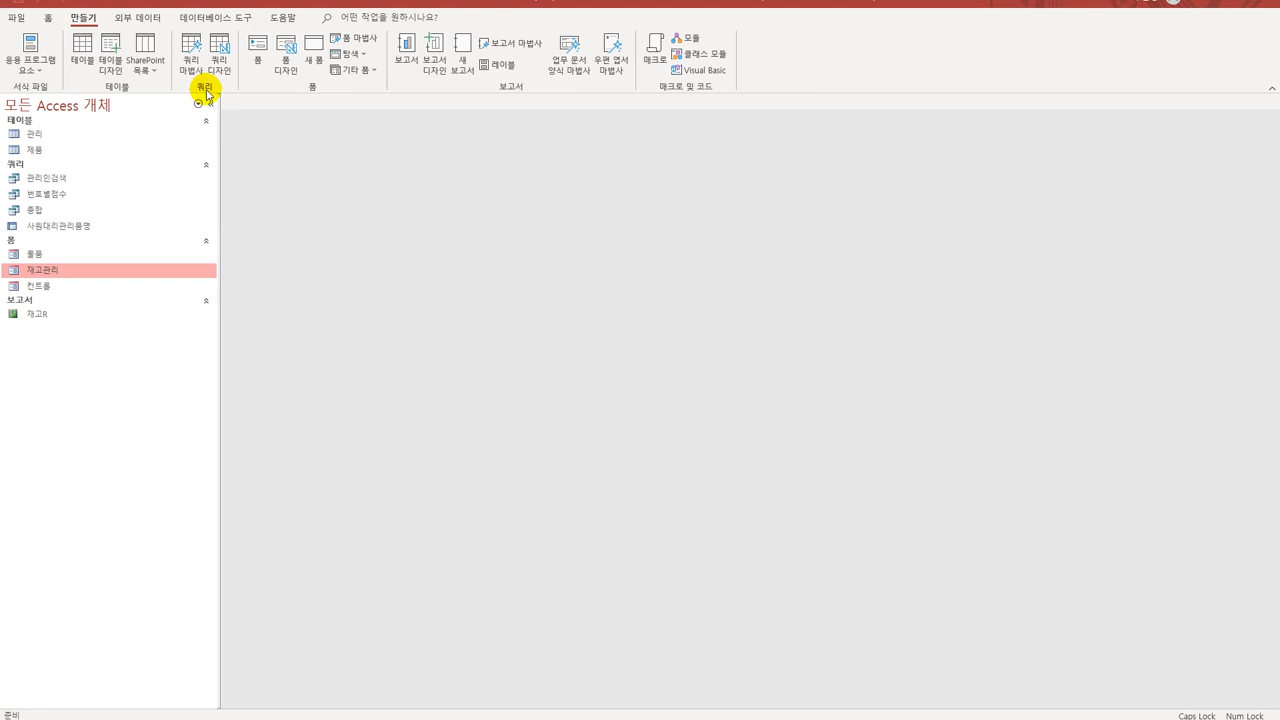 파일 홈 만들기 외부 데이터 데이터베이스 도구 도움말 어떤 작업을 원하시나요?
응용 프로그램
요소
서식 파일
테이블
테이블
디자인
SharePoint
목록
테이블
쿼리
마법사
쿼리
디자인
쿼리
폼
폼
디자인
새 폼
폼 마법사
탐색
기타 폼
폼
보고서
보고서
디자인
새
보고서
보고서 마법사
레이블
업무 문서
양식 마법사
우편 엽서
마법사
보고서
매크로
모듈
클래스 모듈
Visual Basic
매크로 및 코드
모든 Access 개체
테이블
관리
제품
쿼리
관리인검색
번호별점수
종합
사원대리관리품명
폼
물품
재고관리
컨트롤
보고서
재고R
준비
Caps Lock Num Lock